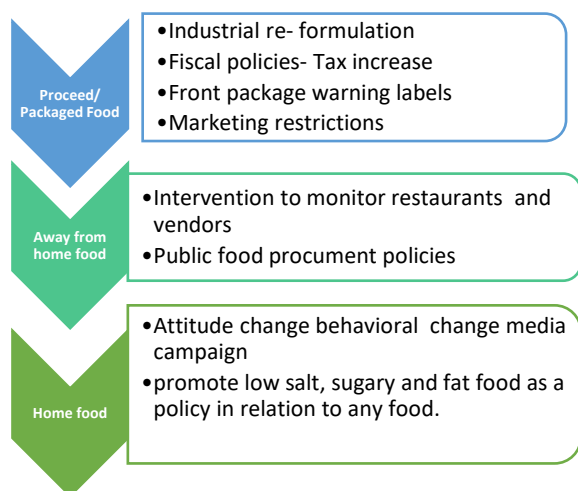 Proceed/
Packaged Food
•Industrial re- formulation
•Fiscal policies- Tax increase
•Front package warning labels
•Marketing restrictions
Away from
home food
•Intervention to monitor restaurants and
vendors
•Public food procument policies
Home food
•Attitude change behavioral change media
campaign
•promote low salt, sugary and fat food as a
policy in relation to any food.